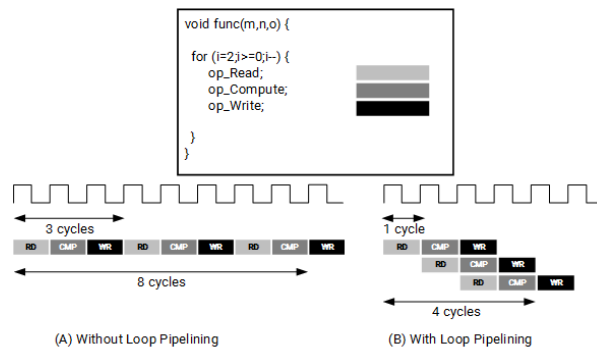 void func(m,n,o) {
for (i=2;i>=0;i--) {
op_Read;
op_Compute;
op_Write;
}
}
3 cycles
RD CMP WR RD CMP WR RD CMP WR
8 cycles
(A) Without Loop Pipelining
1 cycle
RD CMP WR
RD CMP WR
RD CMP WR
4 cycles
(B) With Loop Pipelining